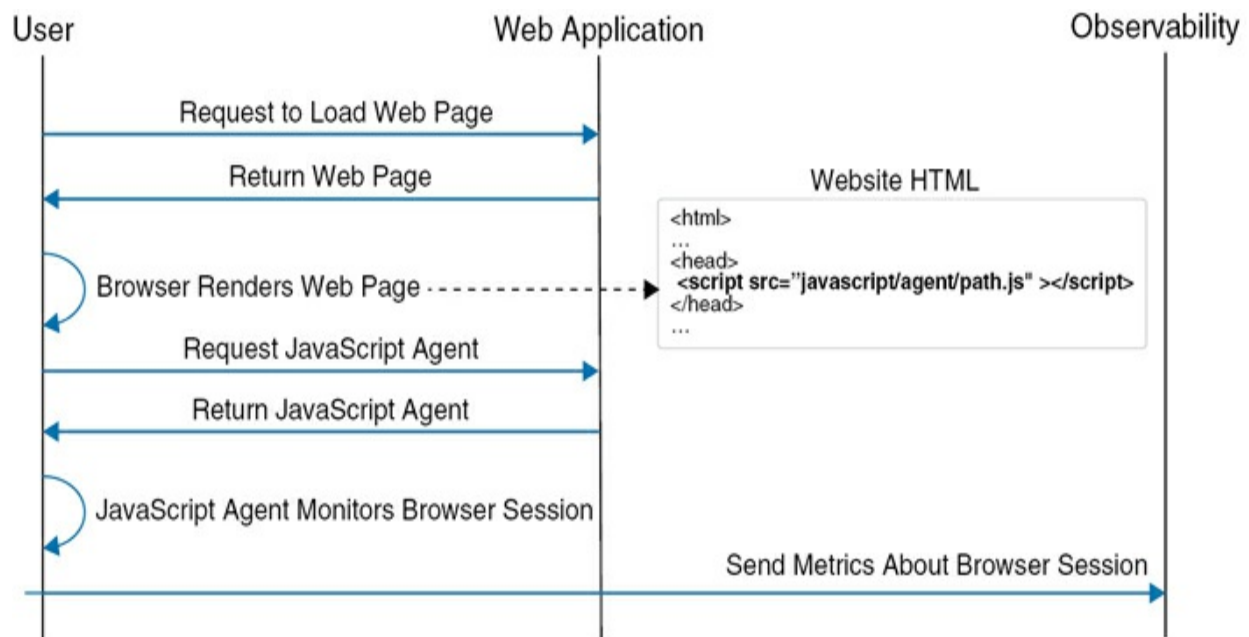 User
Web Application
Observability
Request to Load Web Page
Return Web Page
Website HTML
<html>
...
<head>
<script src=”javascript/agent/path.js" ></script>
</head>
...
Browser Renders Web Page
Request JavaScript Agent
Return JavaScript Agent
JavaScript Agent Monitors Browser Session
Send Metrics About Browser Session